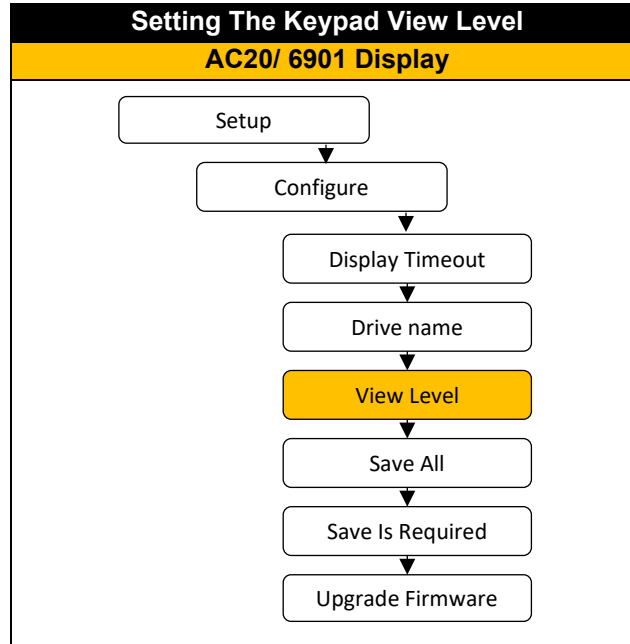 Setting The Keypad View Level
AC20/ 6901 Display
Setup
Configure
Display Timeout
Drive name
View Level
Save All
Save Is Required
Upgrade Firmware